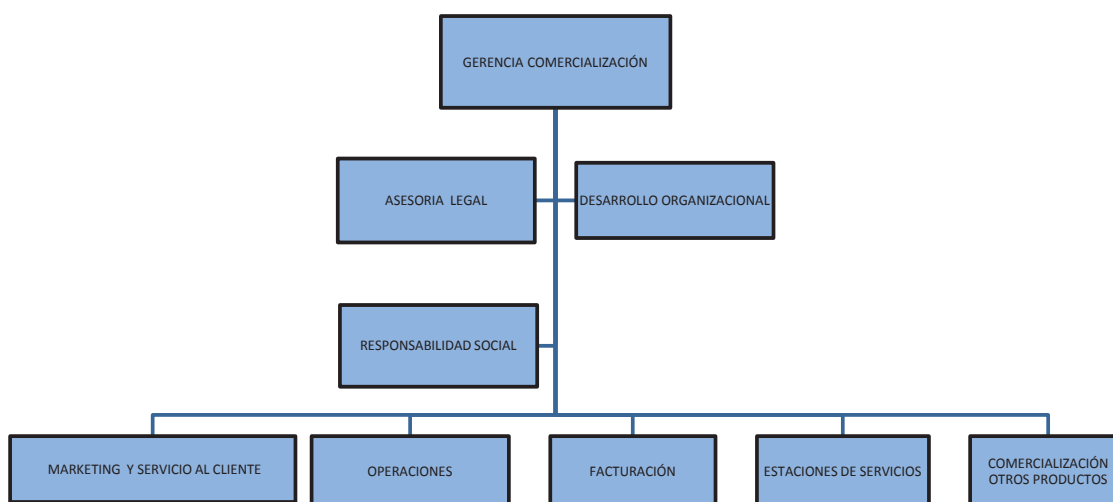 GERENCIA COMERCIALIZACIÓN
ASESORIA LEGAL
DESARROLLO ORGANIZACIONAL
RESPONSABILIDAD SOCIAL
MARKETING Y SERVICIO AL CLIENTE
OPERACIONES
FACTURACIÓN
ESTACIONES DE SERVICIOS
COMERCIALIZACIÓN
OTROS PRODUCTOS